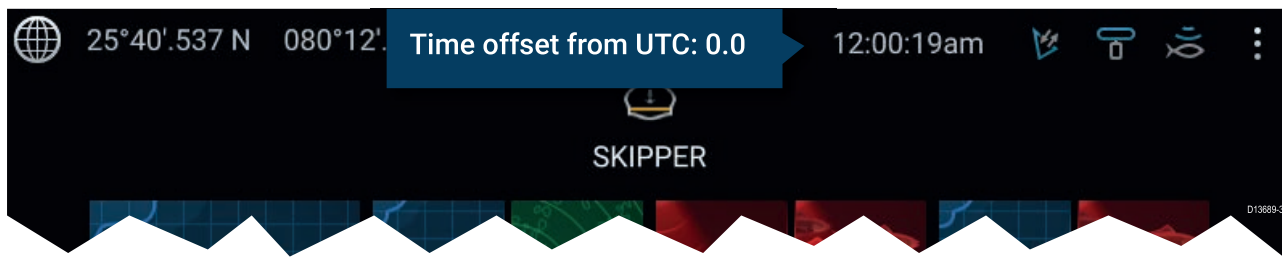 25°40'.537 N 080°12'. Time offset from UTC: 0.0 12:00:19am
SKIPPER
D13689-3